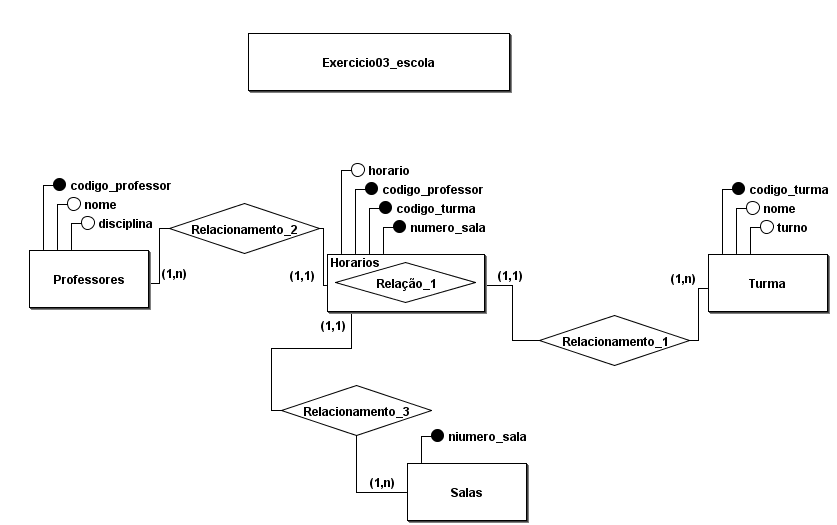 Exercicio03_escola
codigo_professor
nome
disciplina
Professores
(1,n)
Relacionamento_2
(1,1)
horario
codigo_professor
codigo_turma
numero_sala
Horarios
Relação_1
(1,1)
(1,1)
Relacionamento_1
(1,n)
codigo_turma
nome
turno
Turma
Relacionamento_3
(1,n)
niumero_sala
Salas